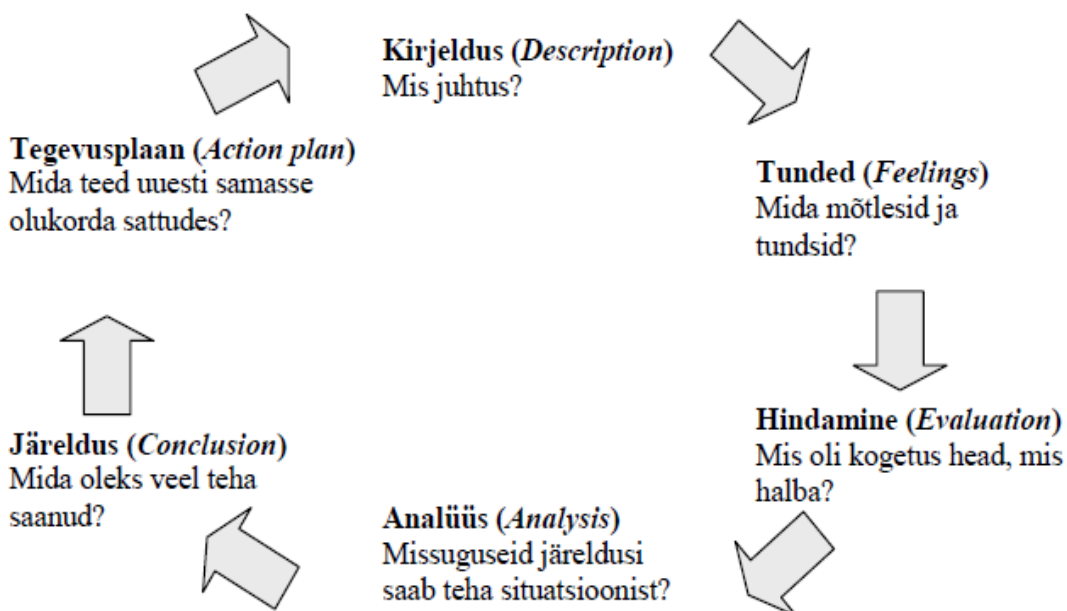 Kirjeldus (Description)
Mis juhtus?
Tunded (Feelings)
Mida mõtlesid ja
tundsid?
Hindamine (Evaluation)
Mis oli kogetus head, mis
halba?
Analüüs (Analysis)
Missuguseid järeldusi
saab teha situatsioonist?
Järeldus (Conclusion)
Mida oleks veel teha
saanud?
Tegevusplaan (Action plan)
Mida teed uuesti samasse
olukorda sattudes?